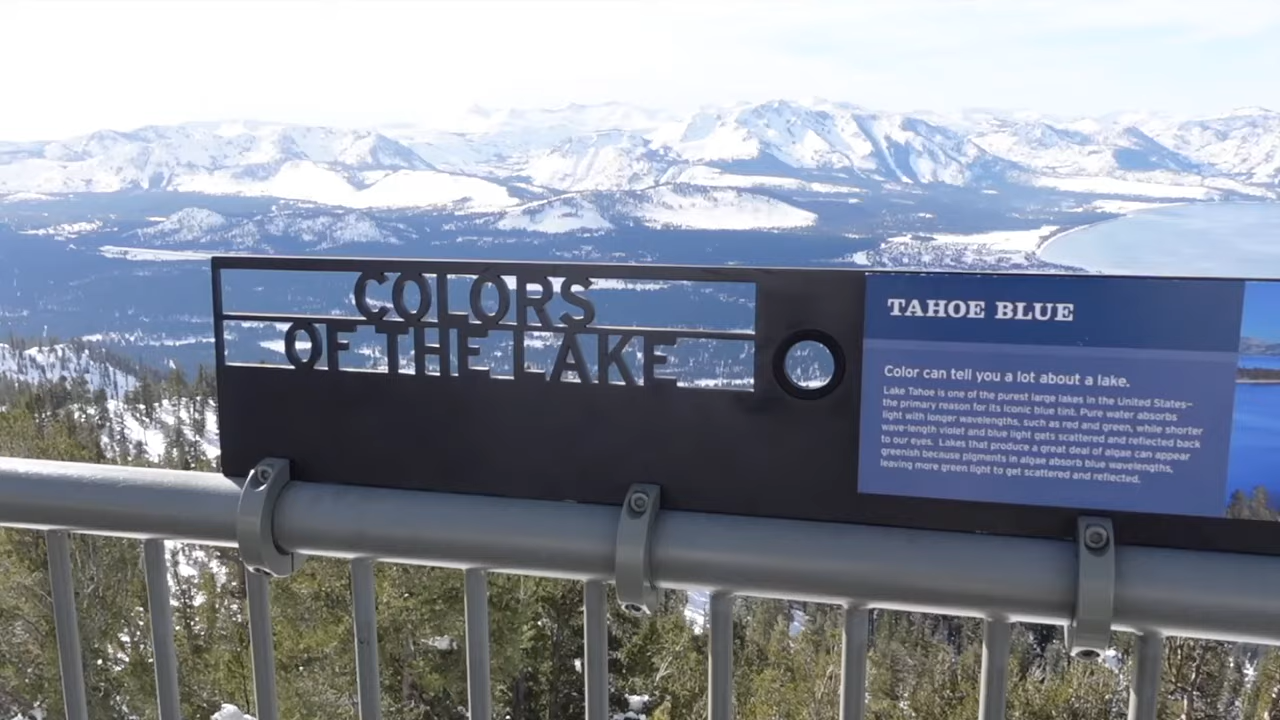 COLORS
OF THE LAKE
TAHOE BLUE
Color can tell you a lot about a lake.
Lake Tahoe is one of the purest large lakes in the United States—
the primary reason for its iconic blue tint. Pure water absorbs
light with longer wavelengths, such as red and green, while shorter
wave-length violet and blue light gets scattered and reflected back
to our eyes. Lakes that produce a great deal of algae can appear
greenish because pigments in algae absorb blue wavelengths,
leaving more green light to get scattered and reflected.